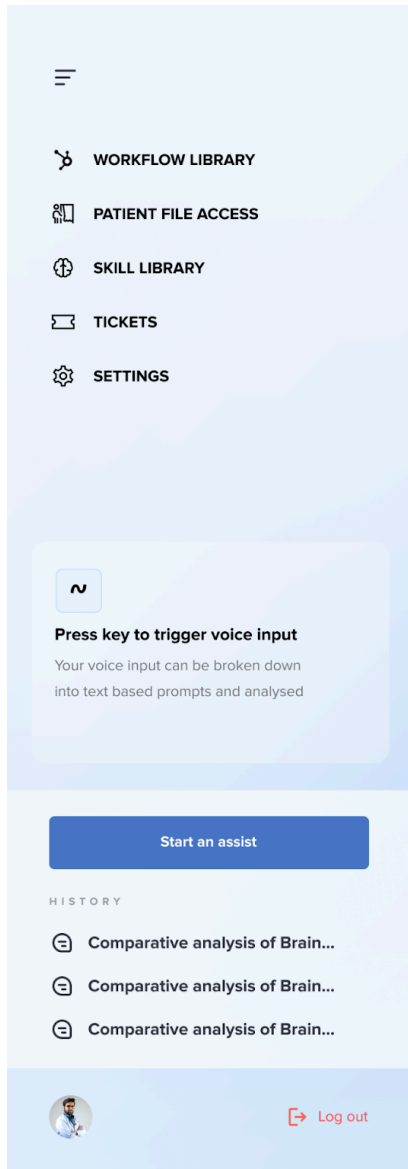 WORKFLOW LIBRARY
PATIENT FILE ACCESS
SKILL LIBRARY
TICKETS
SETTINGS
~
Press key to trigger voice input
Your voice input can be broken down
into text based prompts and analysed
Start an assist
HISTORY
Comparative analysis of Brain...
Comparative analysis of Brain...
Comparative analysis of Brain...
Log out